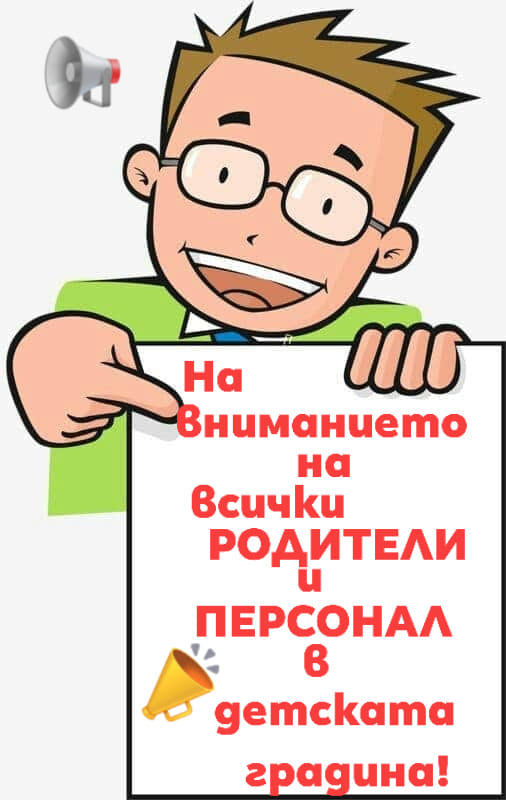 На
вниманието
на
всички
РОДИТЕЛИ
и
ПЕРСОНАЛ
в
детската
градина!